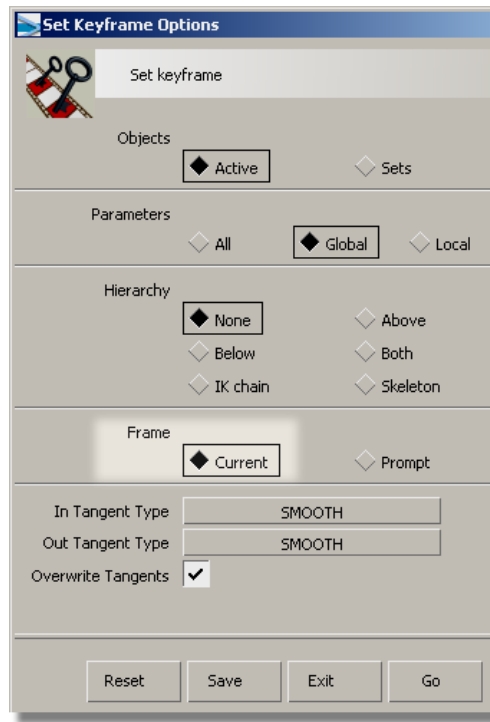 Set Keyframe Options
Set keyframe
Objects
Active Sets
Parameters
All Global Local
Hierarchy
None Above
Below Both
IK chain Skeleton
Frame
Current Prompt
In Tangent Type SMOOTH
Out Tangent Type SMOOTH
Overwrite Tangents
Reset Save Exit Go